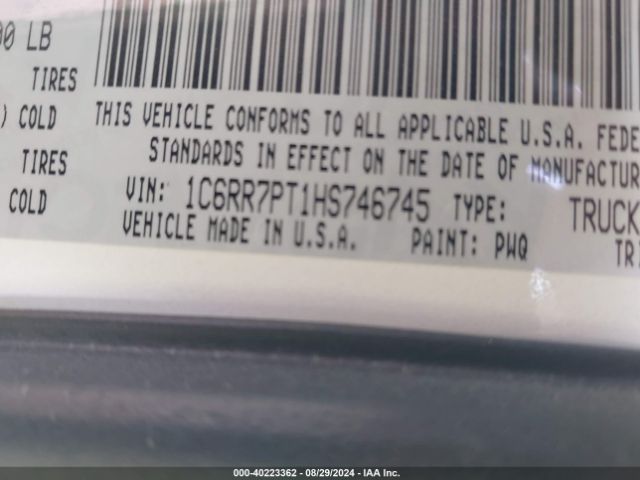 00 LB
TIRES
) COLD
TIRES
COLD
THIS VEHICLE CONFORMS TO ALL APPLICABLE U.S.A. FEDE
STANDARDS IN EFFECT ON THE DATE OF MANUFACTUR
VIN: 1C6RR7PT1HS746745 TYPE: TRUCK
VEHICLE MADE IN U.S.A. PAINT: PWQ TRI
000-40223362 - 08/29/2024 - IAA Inc.